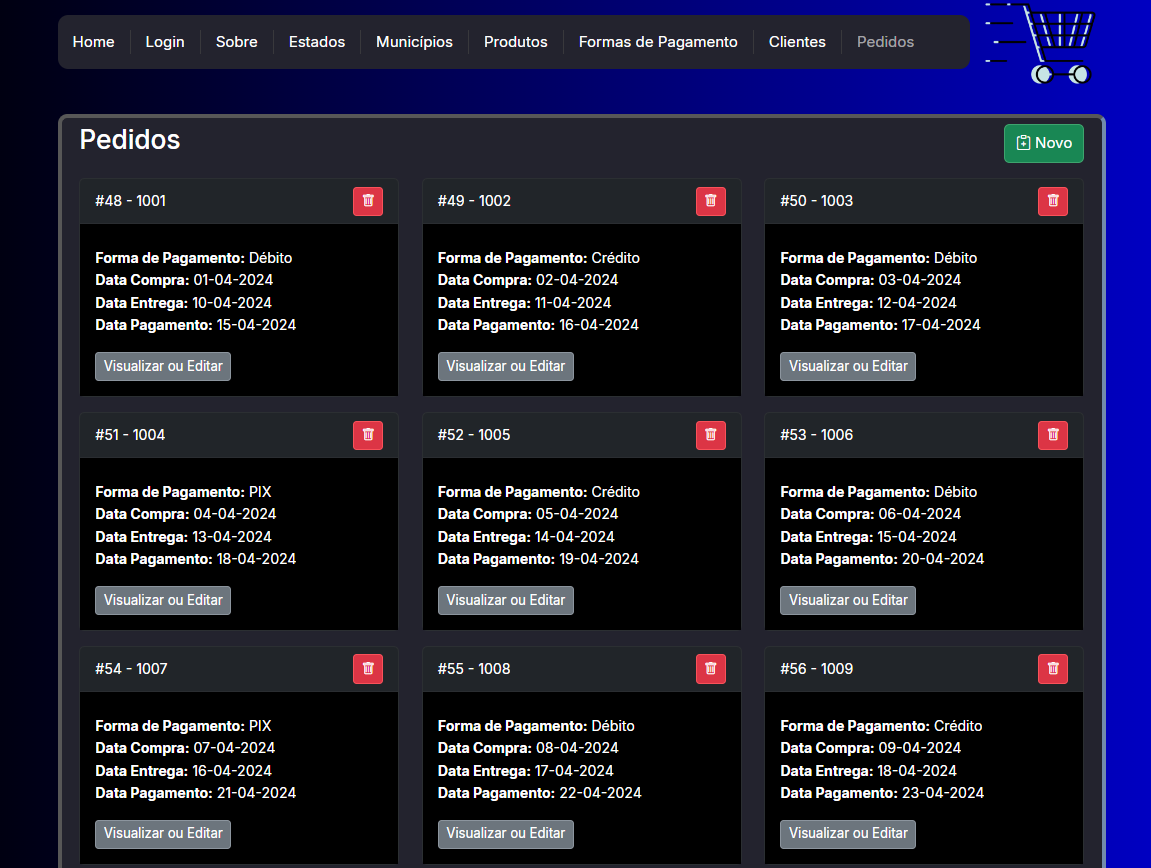 Home Login Sobre Estados Municípios Produtos Formas de Pagamento Clientes Pedidos
Pedidos
Novo
#48 - 1001
Forma de Pagamento: Débito
Data Compra: 01-04-2024
Data Entrega: 10-04-2024
Data Pagamento: 15-04-2024
Visualizar ou Editar
#49 - 1002
Forma de Pagamento: Crédito
Data Compra: 02-04-2024
Data Entrega: 11-04-2024
Data Pagamento: 16-04-2024
Visualizar ou Editar
#50 - 1003
Forma de Pagamento: Débito
Data Compra: 03-04-2024
Data Entrega: 12-04-2024
Data Pagamento: 17-04-2024
Visualizar ou Editar
#51 - 1004
Forma de Pagamento: PIX
Data Compra: 04-04-2024
Data Entrega: 13-04-2024
Data Pagamento: 18-04-2024
Visualizar ou Editar
#52 - 1005
Forma de Pagamento: Crédito
Data Compra: 05-04-2024
Data Entrega: 14-04-2024
Data Pagamento: 19-04-2024
Visualizar ou Editar
#53 - 1006
Forma de Pagamento: Débito
Data Compra: 06-04-2024
Data Entrega: 15-04-2024
Data Pagamento: 20-04-2024
Visualizar ou Editar
#54 - 1007
Forma de Pagamento: PIX
Data Compra: 07-04-2024
Data Entrega: 16-04-2024
Data Pagamento: 21-04-2024
Visualizar ou Editar
#55 - 1008
Forma de Pagamento: Débito
Data Compra: 08-04-2024
Data Entrega: 17-04-2024
Data Pagamento: 22-04-2024
Visualizar ou Editar
#56 - 1009
Forma de Pagamento: Crédito
Data Compra: 09-04-2024
Data Entrega: 18-04-2024
Data Pagamento: 23-04-2024
Visualizar ou Editar